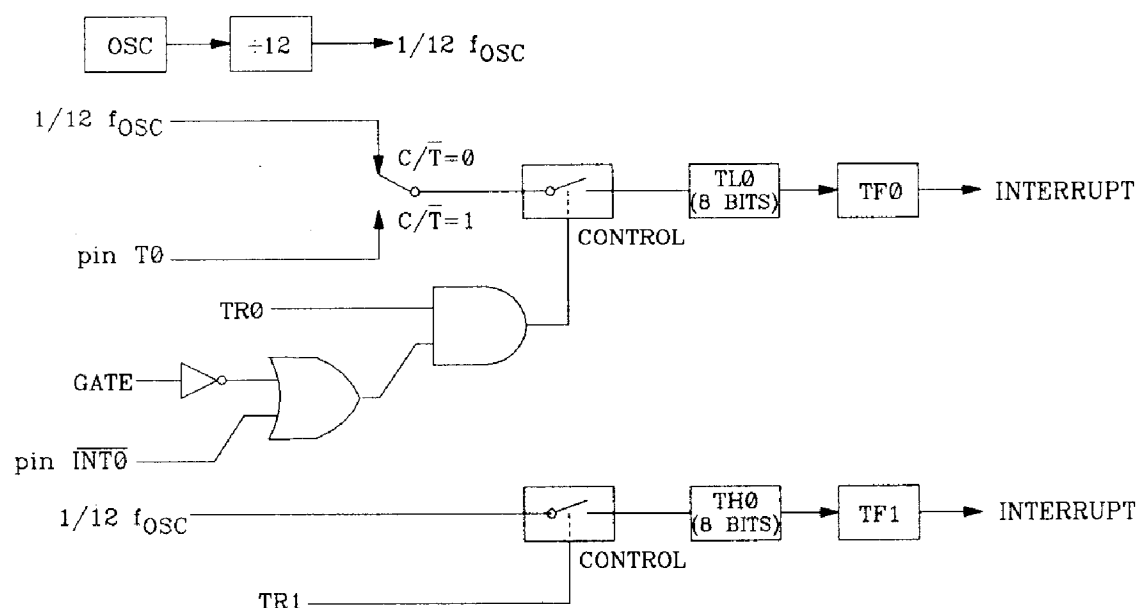 OSC
÷12
1/12 fOSC
1/12 fOSC
C/T̅=0
C/T̅=1
pin T0
CONTROL
TL0
(8 BITS)
TF0
INTERRUPT
TR0
GATE
pin I̅N̅T̅0̅
1/12 fOSC
CONTROL
TH0
(8 BITS)
TF1
INTERRUPT
TR1